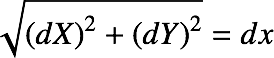 √((dX)² + (dY)²) = dx